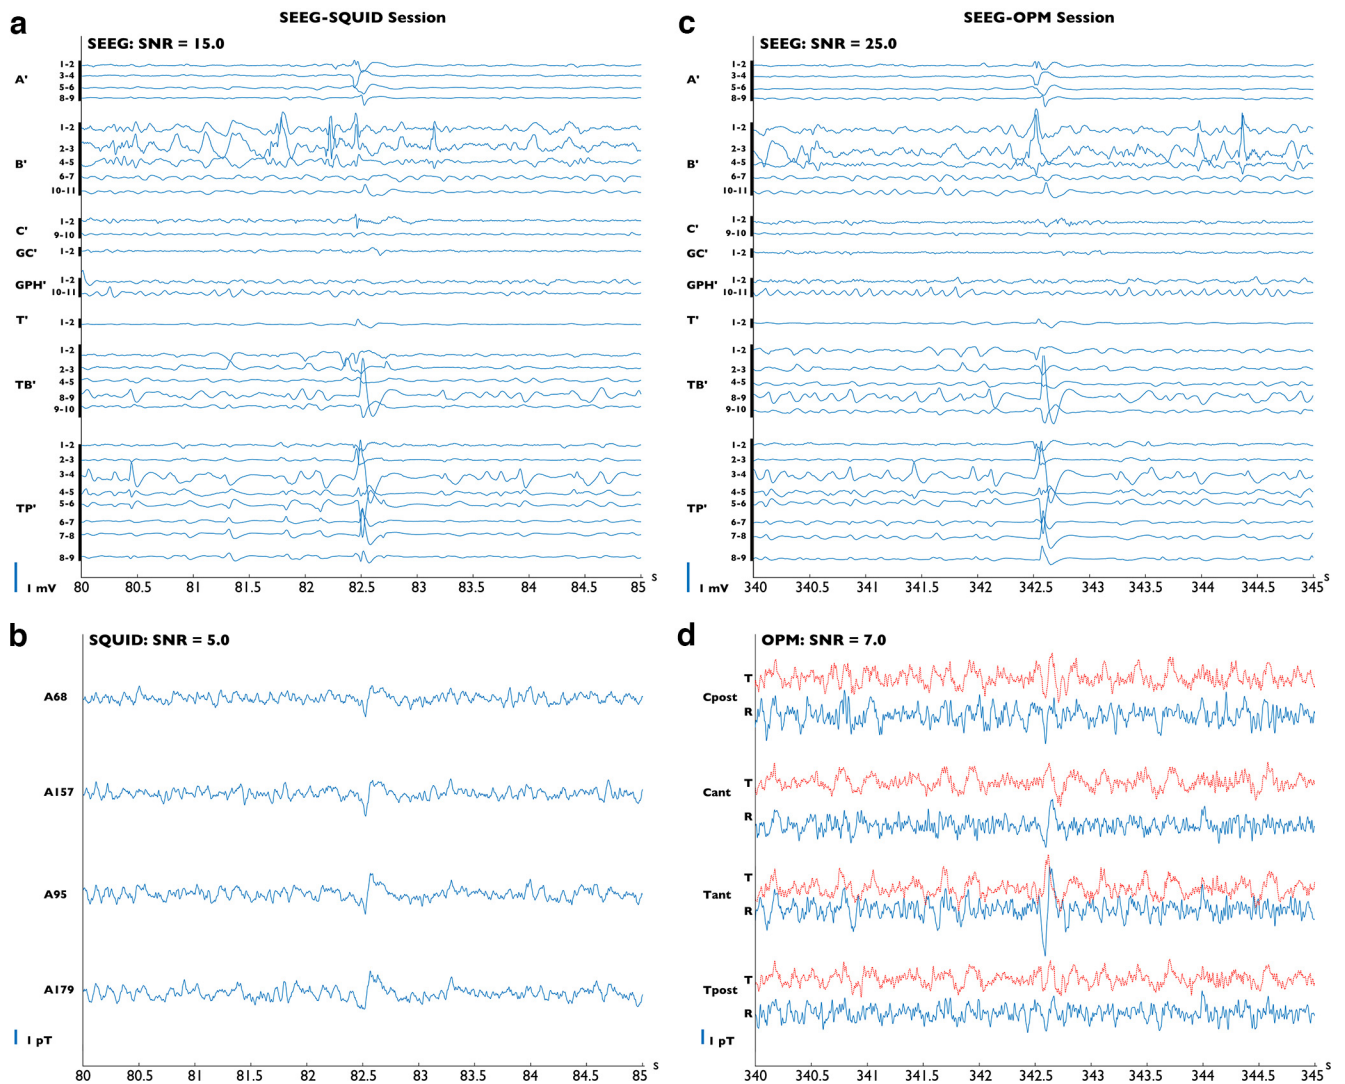 a
SEEG-SQUID Session
SEEG: SNR = 15.0
A'
1-2
3-4
5-6
8-9
B'
1-2
2-3
4-5
6-7
10-11
C'
1-2
9-10
GC'
1-2
GPH'
1-2
10-11
T'
1-2
TB'
1-2
2-3
4-5
8-9
9-10
TP'
1-2
2-3
3-4
4-5
5-6
6-7
7-8
8-9
1 mV
80 80.5 81 81.5 82 82.5 83 83.5 84 84.5 85 s
c
SEEG-OPM Session
SEEG: SNR = 25.0
A'
1-2
3-4
5-6
8-9
B'
1-2
2-3
4-5
6-7
10-11
C'
1-2
9-10
GC'
1-2
GPH'
1-2
10-11
T'
1-2
TB'
1-2
2-3
4-5
8-9
9-10
TP'
1-2
2-3
3-4
4-5
5-6
6-7
7-8
8-9
1 mV
340 340.5 341 341.5 342 342.5 343 343.5 344 344.5 345 s
b
SQUID: SNR = 5.0
A68
A157
A95
A179
1 pT
80 80.5 81 81.5 82 82.5 83 83.5 84 84.5 85 s
d
OPM: SNR = 7.0
Cpost
T
R
Cant
T
R
Tant
T
R
Tpost
T
R
1 pT
340 340.5 341 341.5 342 342.5 343 343.5 344 344.5 345 s